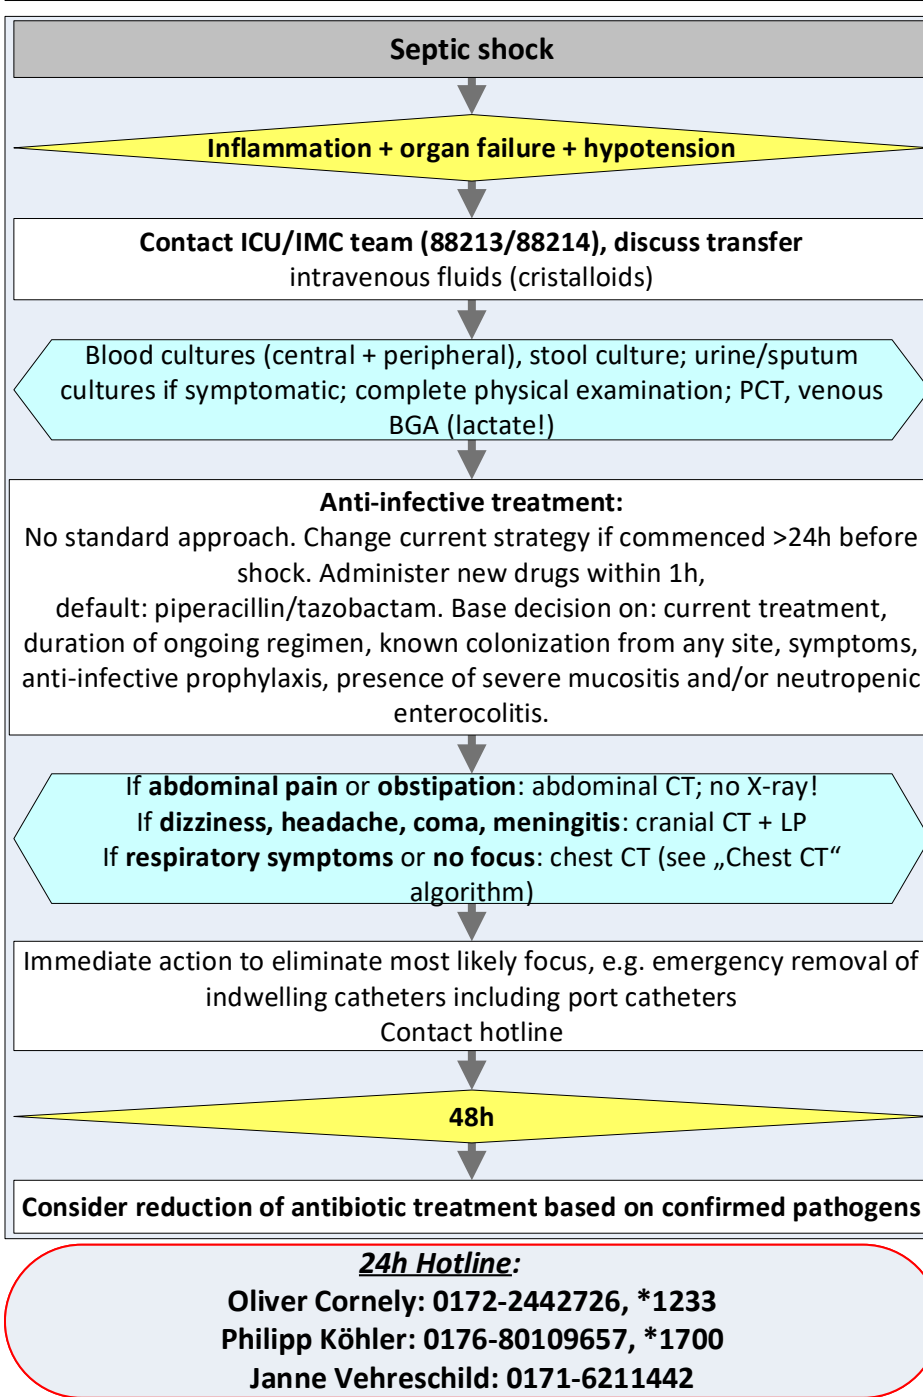 Septic shock
Inflammation + organ failure + hypotension
Contact ICU/IMC team (88213/88214), discuss transfer
intravenous fluids (cristalloids)
Blood cultures (central + peripheral), stool culture; urine/sputum
cultures if symptomatic; complete physical examination; PCT, venous
BGA (lactate!)
Anti-infective treatment:
No standard approach. Change current strategy if commenced >24h before
shock. Administer new drugs within 1h,
default: piperacillin/tazobactam. Base decision on: current treatment,
duration of ongoing regimen, known colonization from any site, symptoms,
anti-infective prophylaxis, presence of severe mucositis and/or neutropenic
enterocolitis.
If abdominal pain or obstipation: abdominal CT; no X-ray!
If dizziness, headache, coma, meningitis: cranial CT + LP
If respiratory symptoms or no focus: chest CT (see „Chest CT“
algorithm)
Immediate action to eliminate most likely focus, e.g. emergency removal of
indwelling catheters including port catheters
Contact hotline
48h
Consider reduction of antibiotic treatment based on confirmed pathogens
24h Hotline:
Oliver Cornely: 0172-2442726, *1233
Philipp Köhler: 0176-80109657, *1700
Janne Vehreschild: 0171-6211442